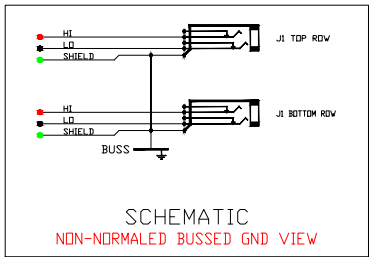 HI
LO
SHIELD
J1 TOP ROW
HI
LO
SHIELD
J1 BOTTOM ROW
BUSS
SCHEMATIC
NON-NORMALED BUSSED GND VIEW